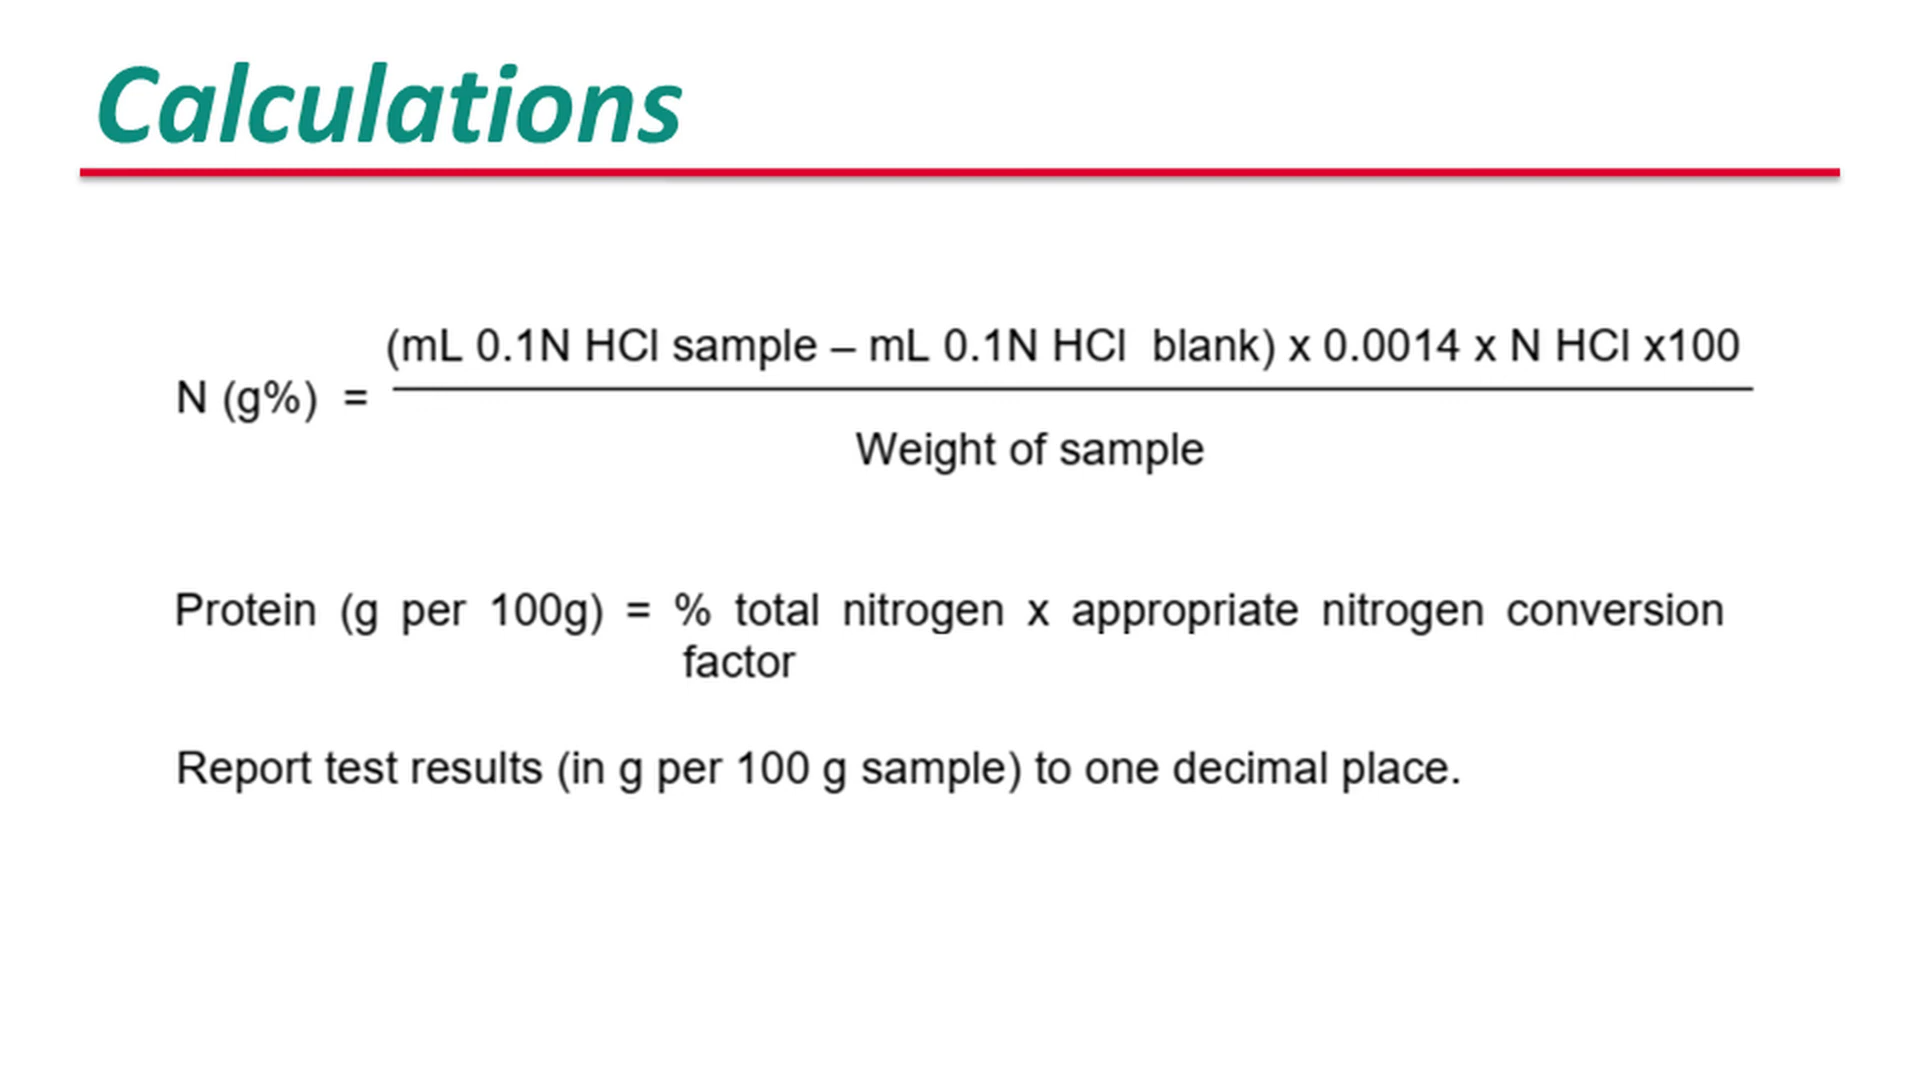 Calculations
(mL 0.1N HCl sample – mL 0.1N HCl blank) x 0.0014 x N HCl x100
N (g%) =
Weight of sample
Protein (g per 100g) = % total nitrogen x appropriate nitrogen conversion
factor
Report test results (in g per 100 g sample) to one decimal place.